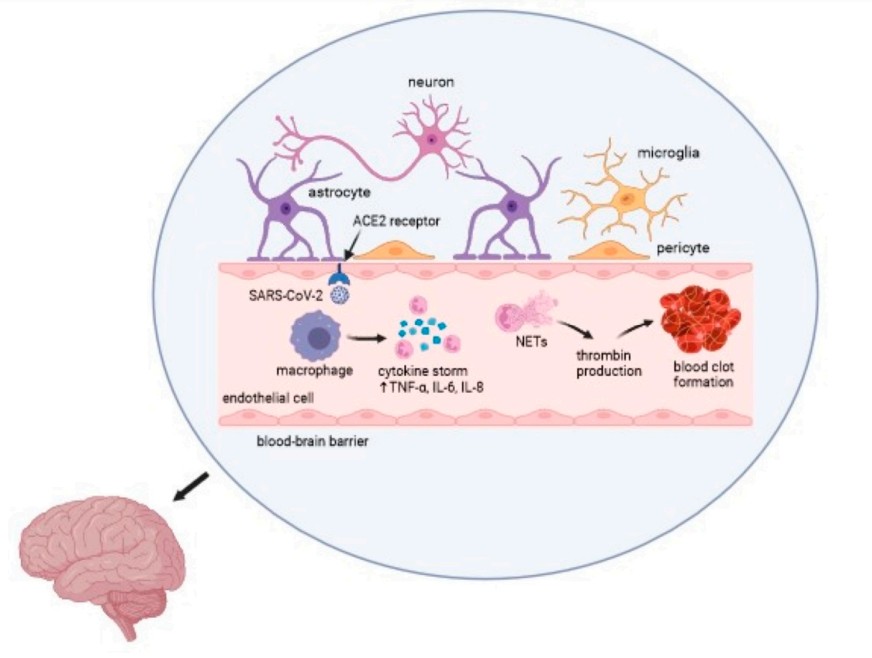 neuron
microglia
astrocyte
ACE2 receptor
pericyte
SARS-CoV-2
NETs
thrombin
production
macrophage
cytokine storm
↑TNF-α, IL-6, IL-8
blood clot
formation
endothelial cell
blood-brain barrier